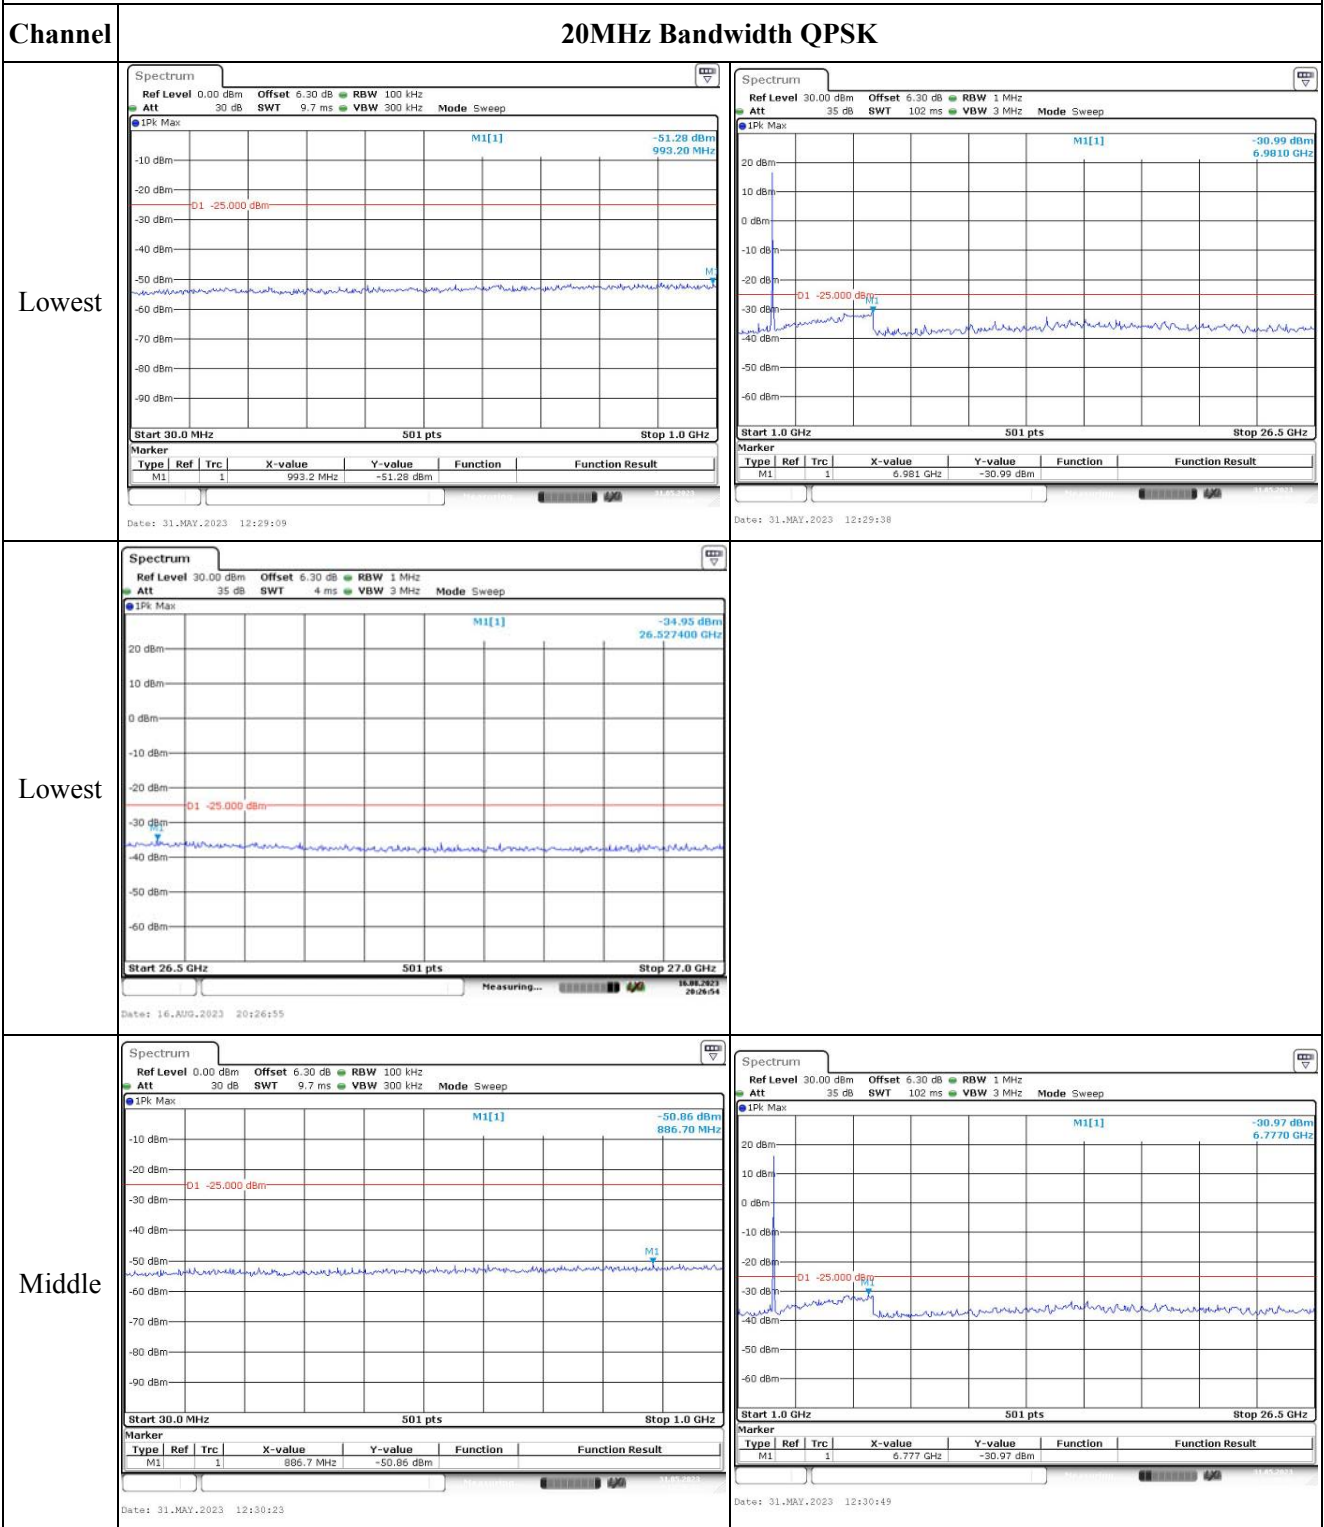 Channel 20MHz Bandwidth QPSK
Lowest
Spectrum
Ref Level 0.00 dBm Offset 6.30 dB RBW 100 kHz
Att 30 dB SWT 9.7 ms VBW 300 kHz Mode Sweep
1Pk Max
M1[1] -51.28 dBm
993.20 MHz
-10 dBm
-20 dBm
D1 -25.000 dBm
-30 dBm
-40 dBm
-50 dBm
-60 dBm
-70 dBm
-80 dBm
-90 dBm
Start 30.0 MHz 501 pts Stop 1.0 GHz
Marker
Type Ref Trc X-value Y-value Function Function Result
M1 1 993.2 MHz -51.28 dBm
Date: 31.MAY.2023 12:29:09
Spectrum
Ref Level 30.00 dBm Offset 6.30 dB RBW 1 MHz
Att 35 dB SWT 102 ms VBW 3 MHz Mode Sweep
1Pk Max
M1[1] -30.99 dBm
6.9810 GHz
20 dBm
10 dBm
0 dBm
-10 dBm
-20 dBm
D1 -25.000 dBm
M1
-30 dBm
-40 dBm
-50 dBm
-60 dBm
Start 1.0 GHz 501 pts Stop 26.5 GHz
Marker
Type Ref Trc X-value Y-value Function Function Result
M1 1 6.981 GHz -30.99 dBm
Date: 31.MAY.2023 12:29:38
Lowest
Spectrum
Ref Level 30.00 dBm Offset 6.30 dB RBW 1 MHz
Att 35 dB SWT 4 ms VBW 3 MHz Mode Sweep
1Pk Max
M1[1] -34.95 dBm
26.527400 GHz
20 dBm
10 dBm
0 dBm
-10 dBm
-20 dBm
D1 -25.000 dBm
-30 dBm
M1
-40 dBm
-50 dBm
-60 dBm
Start 26.5 GHz 501 pts Stop 27.0 GHz
Measuring... 16.08.2023
20:26:54
Date: 16.AUG.2023 20:26:55
Middle
Spectrum
Ref Level 0.00 dBm Offset 6.30 dB RBW 100 kHz
Att 30 dB SWT 9.7 ms VBW 300 kHz Mode Sweep
1Pk Max
M1[1] -50.86 dBm
886.70 MHz
-10 dBm
-20 dBm
D1 -25.000 dBm
-30 dBm
-40 dBm
M1
-50 dBm
-60 dBm
-70 dBm
-80 dBm
-90 dBm
Start 30.0 MHz 501 pts Stop 1.0 GHz
Marker
Type Ref Trc X-value Y-value Function Function Result
M1 1 886.7 MHz -50.86 dBm
Date: 31.MAY.2023 12:30:23
Spectrum
Ref Level 30.00 dBm Offset 6.30 dB RBW 1 MHz
Att 35 dB SWT 102 ms VBW 3 MHz Mode Sweep
1Pk Max
M1[1] -30.97 dBm
6.7770 GHz
20 dBm
10 dBm
0 dBm
-10 dBm
-20 dBm
D1 -25.000 dBm
M1
-30 dBm
-40 dBm
-50 dBm
-60 dBm
Start 1.0 GHz 501 pts Stop 26.5 GHz
Marker
Type Ref Trc X-value Y-value Function Function Result
M1 1 6.777 GHz -30.97 dBm
Date: 31.MAY.2023 12:30:49